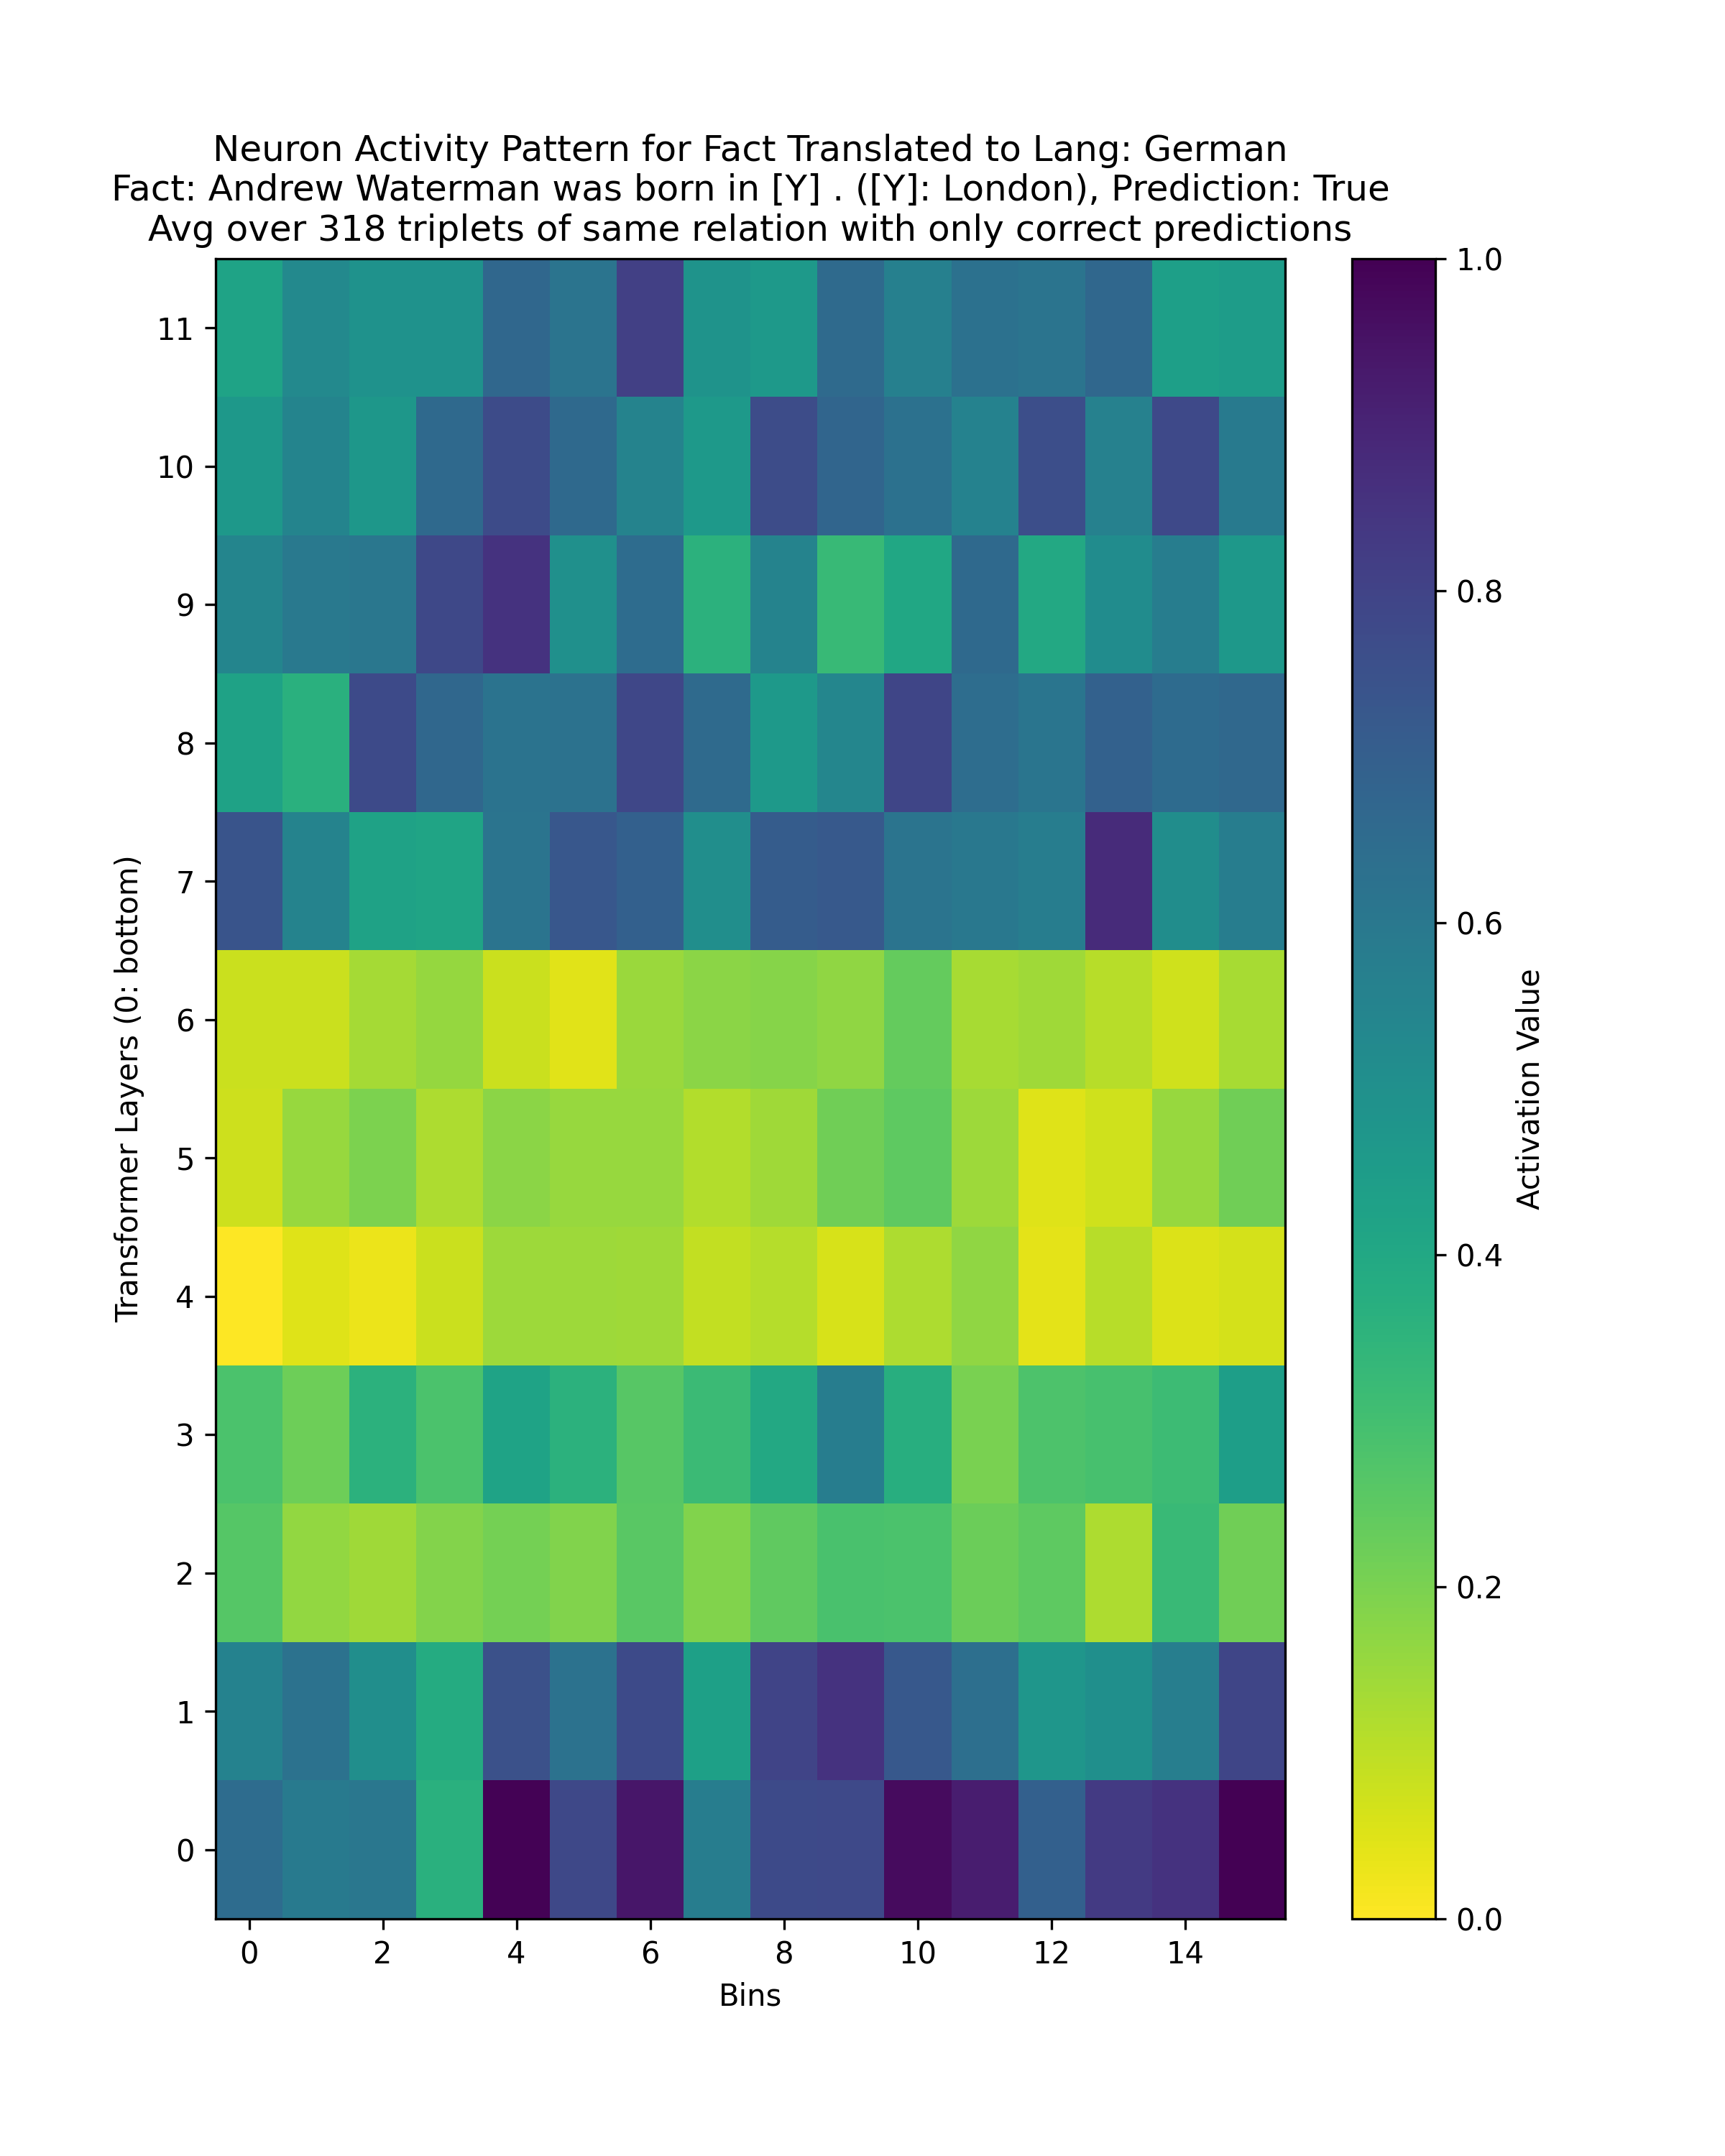 Neuron Activity Pattern for Fact Translated to Lang: German
Fact: Andrew Waterman was born in [Y] . ([Y]: London), Prediction: True
Avg over 318 triplets of same relation with only correct predictions
Transformer Layers (0: bottom)
11
10
9
8
7
6
5
4
3
2
1
0
0 2 4 6 8 10 12 14
Bins
1.0
0.8
0.6
0.4
0.2
0.0
Activation Value